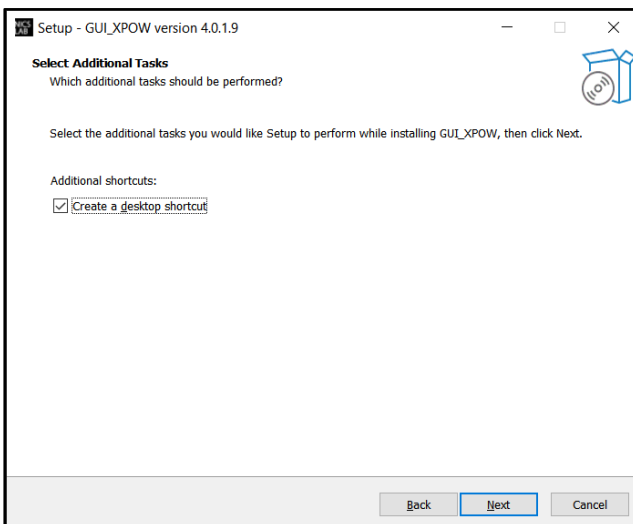 NICS
LAB
Setup - GUI_XPOW version 4.0.1.9
Select Additional Tasks
Which additional tasks should be performed?
Select the additional tasks you would like Setup to perform while installing GUI_XPOW, then click Next.
Additional shortcuts:
Create a desktop shortcut
Back
Next
Cancel